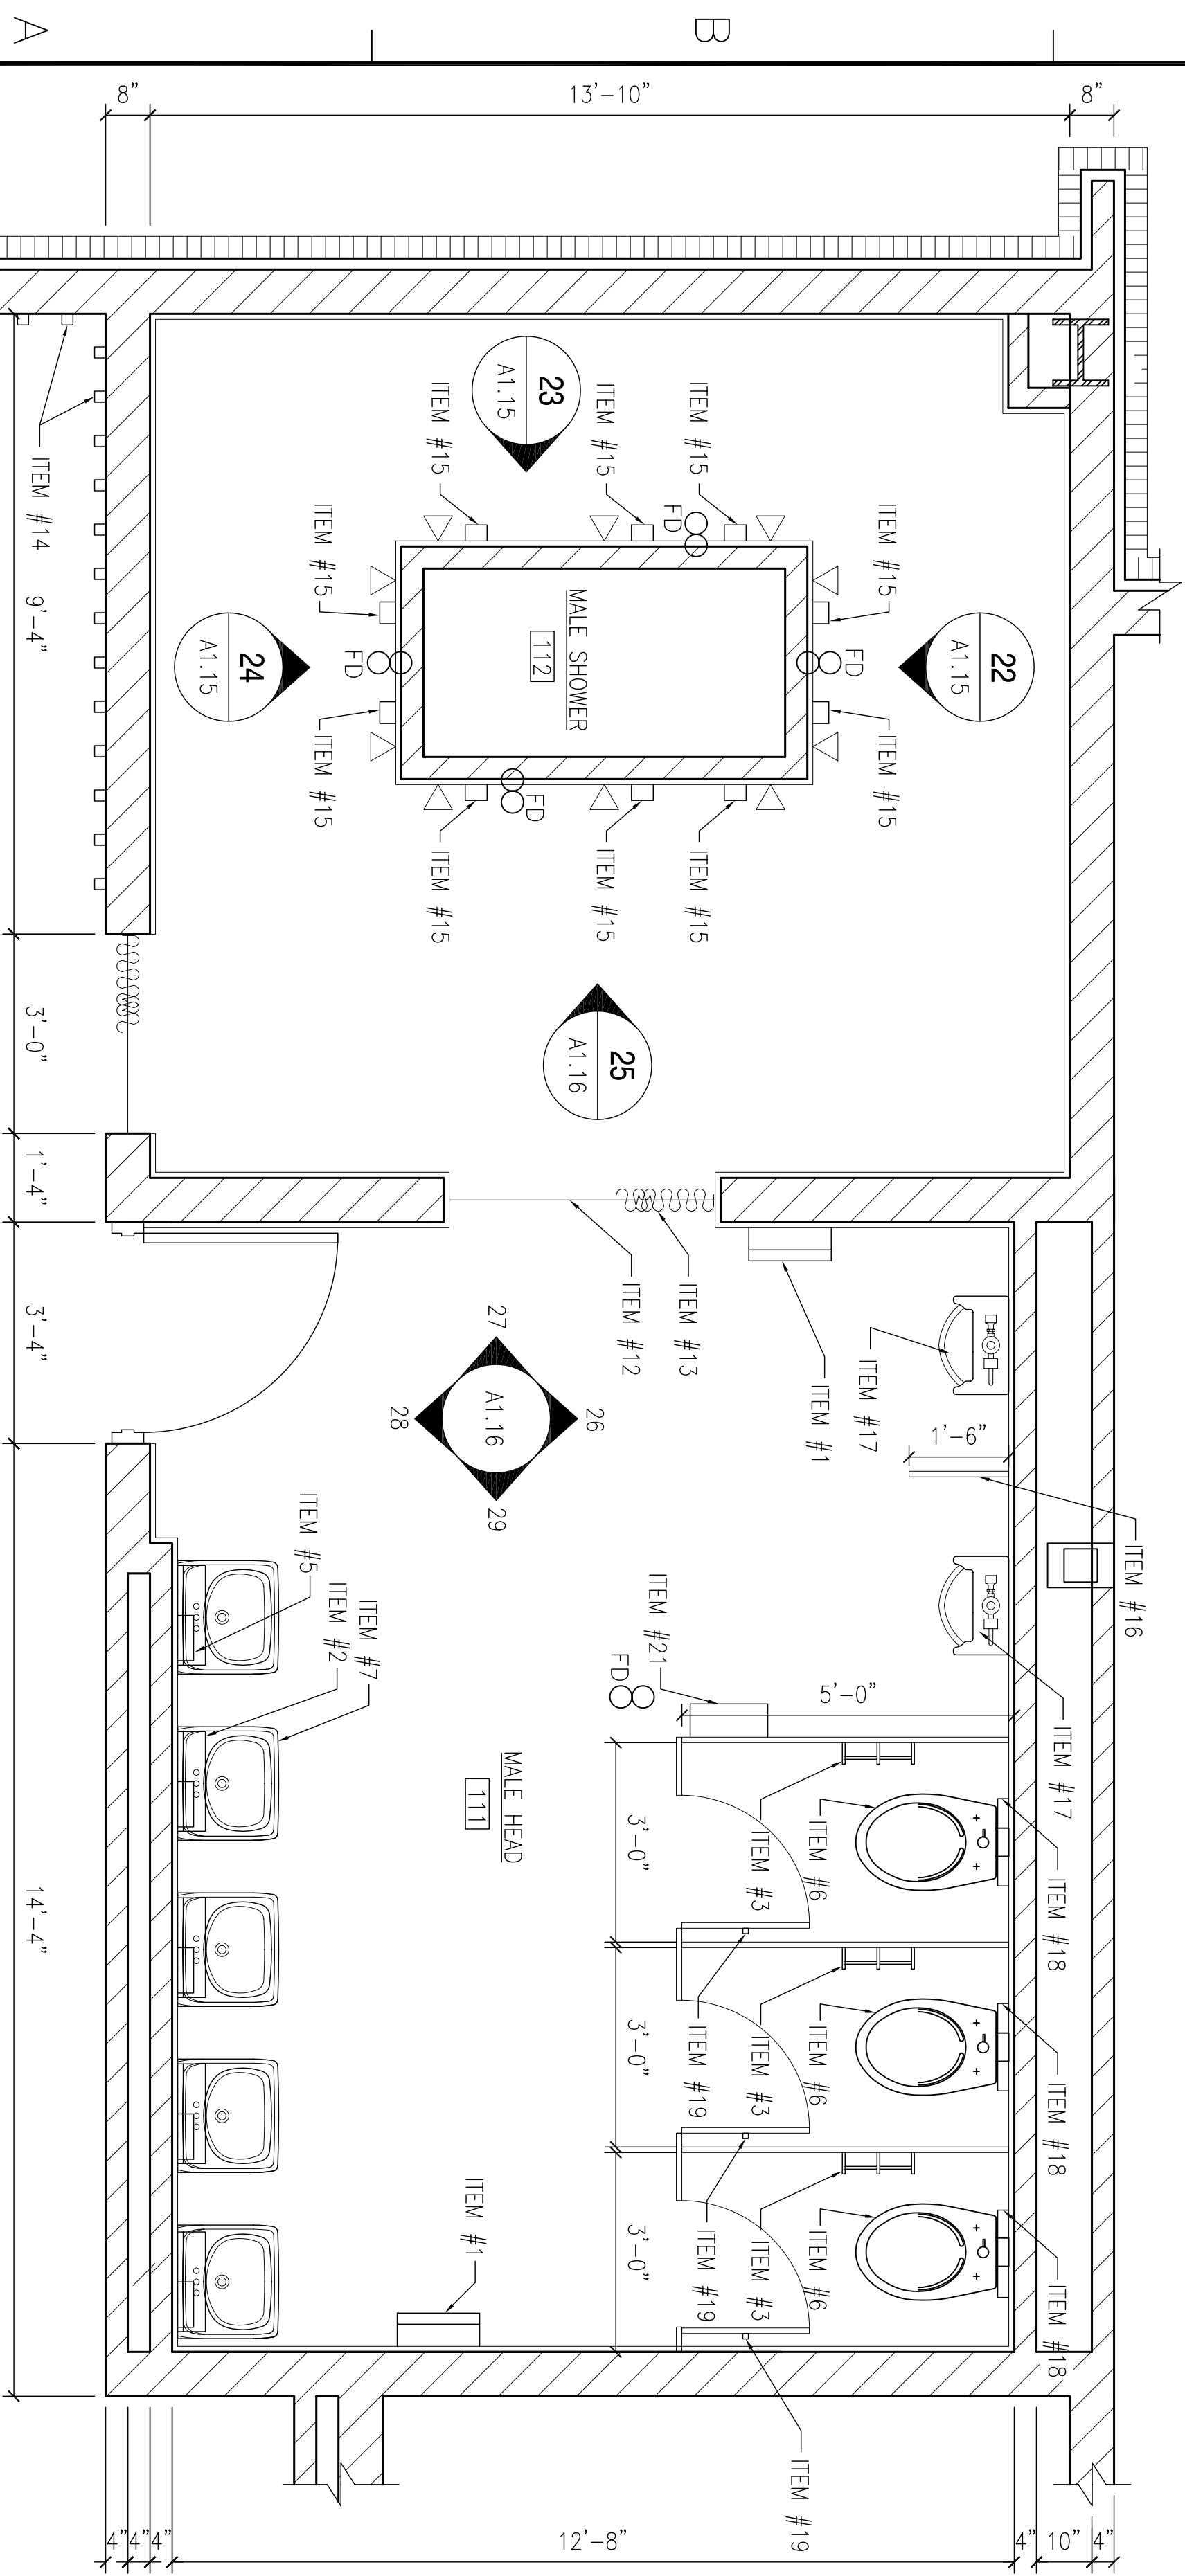 A
B
8"
13'-10"
8"
23
A1.15
ITEM #15
ITEM #15
ITEM #15
ITEM #15
ITEM #15
FD
ITEM #14
9'-4"
24
A1.15
FD
MALE SHOWER
112
FD
22
A1.15
ITEM #15
ITEM #15
FD
ITEM #15
ITEM #15
ITEM #15
25
A1.16
3'-0"
1'-4"
3'-4"
ITEM #12
ITEM #13
ITEM #1
ITEM #17
1'-6"
ITEM #16
27
28
A1.16
26
29
ITEM #5
ITEM #2
ITEM #7
ITEM #21
FD
5'-0"
ITEM #17
ITEM #18
MALE HEAD
111
3'-0"
ITEM #3
ITEM #6
14'-4"
3'-0"
ITEM #19
ITEM #3
ITEM #6
ITEM #18
ITEM #1
3'-0"
ITEM #19
ITEM #3
ITEM #6
ITEM #18
ITEM #19
4"
4"
4"
12'-8"
4"
10"
4"